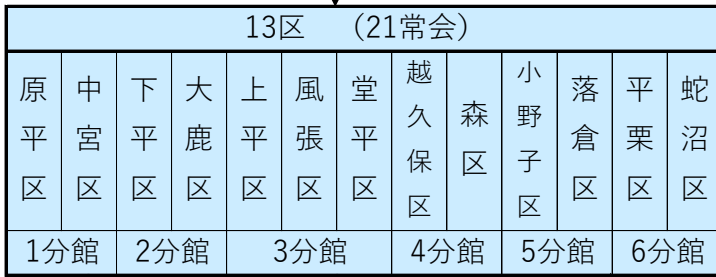 13区　（21常会）
原平区
中宮区
下平区
大鹿区
上平区
風張区
堂平区
越久保区
森区
小野子区
落倉区
平栗区
蛇沼区
1分館
2分館
3分館
4分館
5分館
6分館